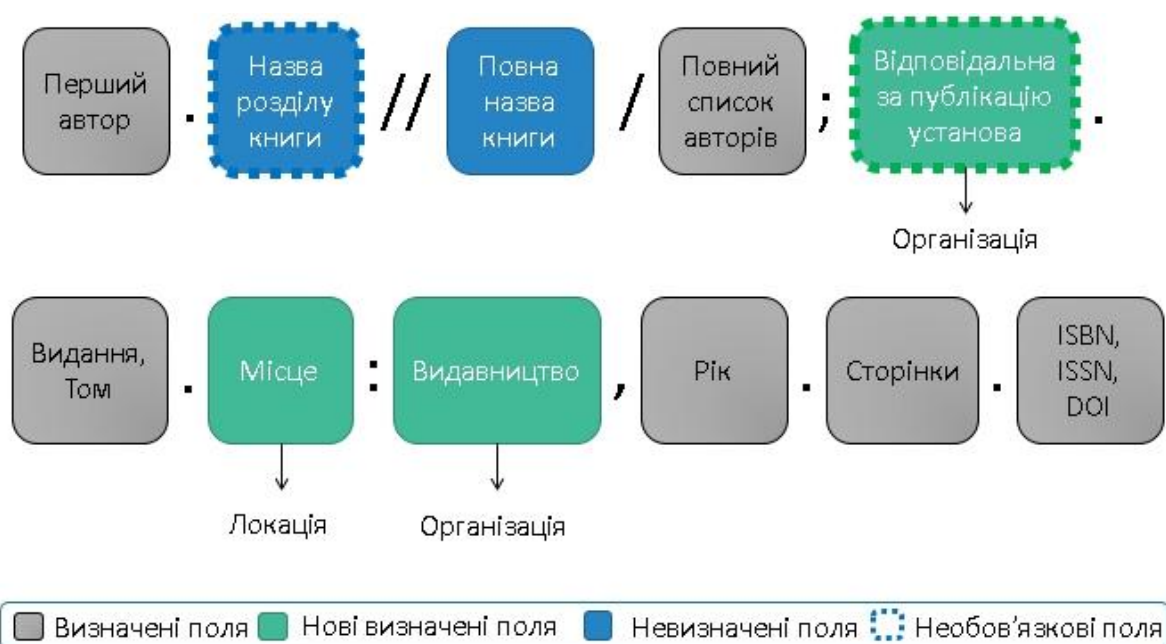 Перший
автор
.
Назва
розділу
книги
//
Повна
назва
книги
/
Повний
список
авторів
;
Відповідальна
за публікацію
установа
.
Організація
Видання,
Том
.
Місце
:
Видавництво
,
Рік
.
Сторінки
.
ISBN,
ISSN,
DOI
Локація
Організація
Визначені поля
Нові визначені поля
Невизначені поля
Необов'язкові поля